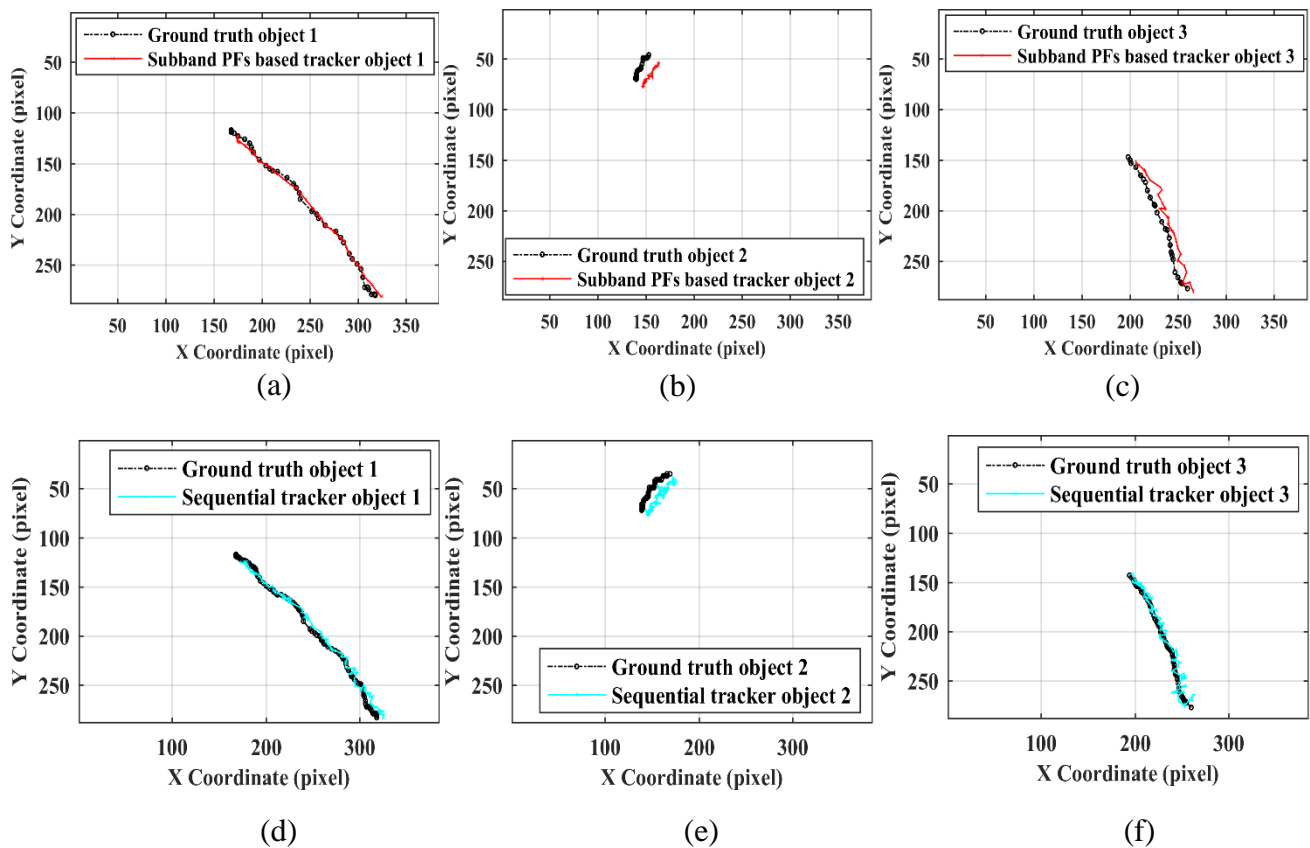 Ground truth object 1
Subband PFs based tracker object 1
50
100
150
200
250
Y Coordinate (pixel)
50 100 150 200 250 300 350
X Coordinate (pixel)
(a)
50
100
150
200
250
Y Coordinate (pixel)
Ground truth object 2
Subband PFs based tracker object 2
50 100 150 200 250 300 350
X Coordinate (pixel)
(b)
Ground truth object 3
Subband PFs based tracker object 3
50
100
150
200
250
Y Coordinate (pixel)
50 100 150 200 250 300 350
X Coordinate (pixel)
(c)
Ground truth object 1
Sequential tracker object 1
50
100
150
200
250
Y Coordinate (pixel)
100 200 300
X Coordinate (pixel)
(d)
50
100
150
200
250
Y Coordinate (pixel)
Ground truth object 2
Sequential tracker object 2
100 200 300
X Coordinate (pixel)
(e)
Ground truth object 3
Sequential tracker object 3
50
100
150
200
250
Y Coordinate (pixel)
100 200 300
X Coordinate (pixel)
(f)